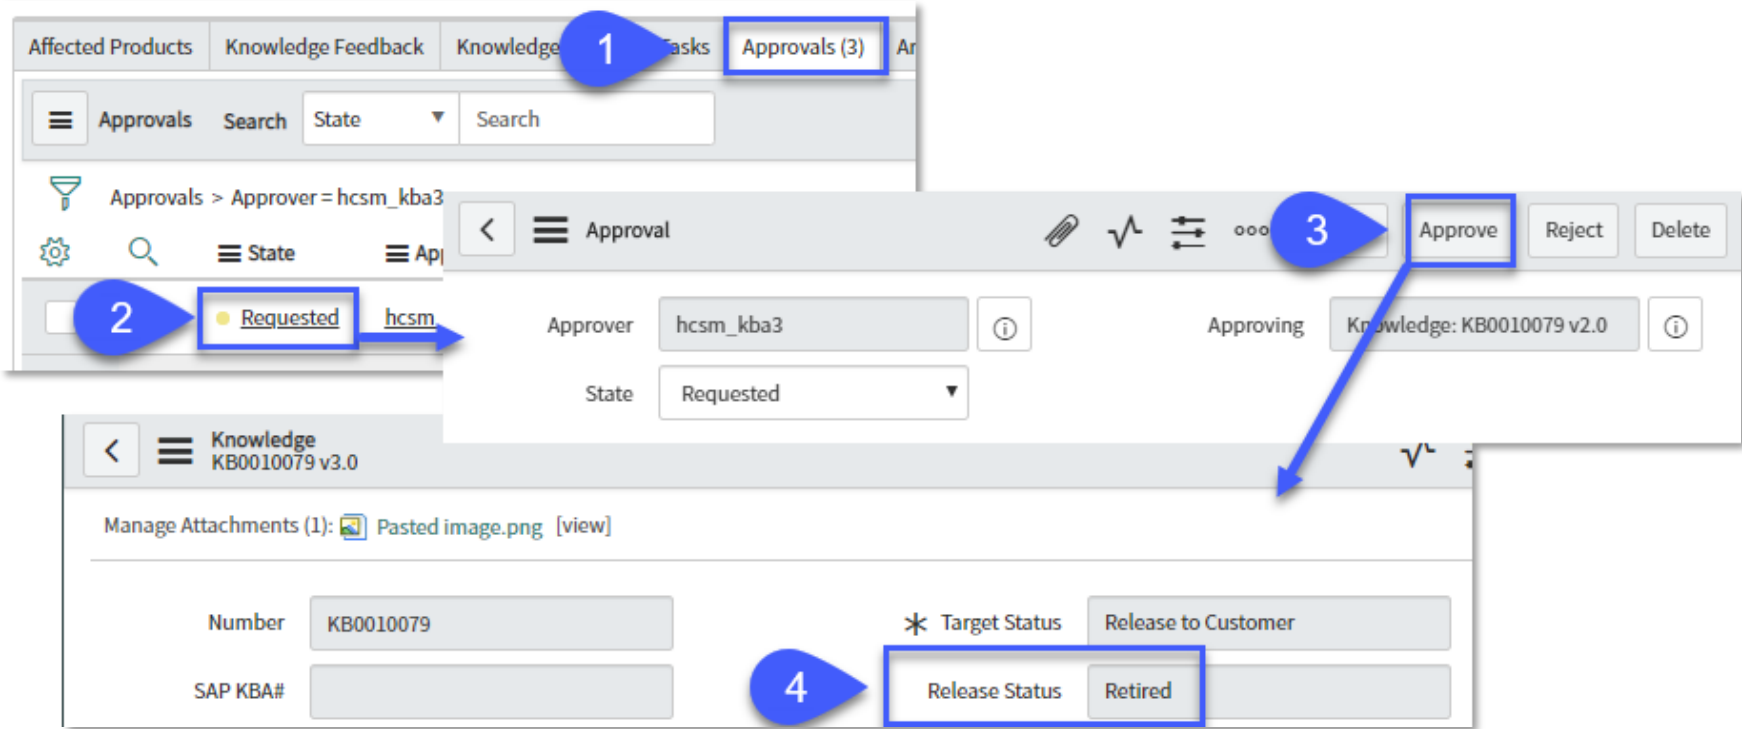 Affected Products Knowledge Feedback Knowledge 1 Tasks Approvals (3)
Approvals Search State Search
Approvals > Approver = hcsm_kba3
State
2 Requested hcsm
Approval 3 Approve Reject Delete
Approver hcsm_kba3 Approving Knowledge: KB0010079 v2.0
State Requested
Knowledge
KB0010079 v3.0
Manage Attachments (1): Pasted image.png [view]
Number KB0010079 Target Status Release to Customer
SAP KBA# 4 Release Status Retired